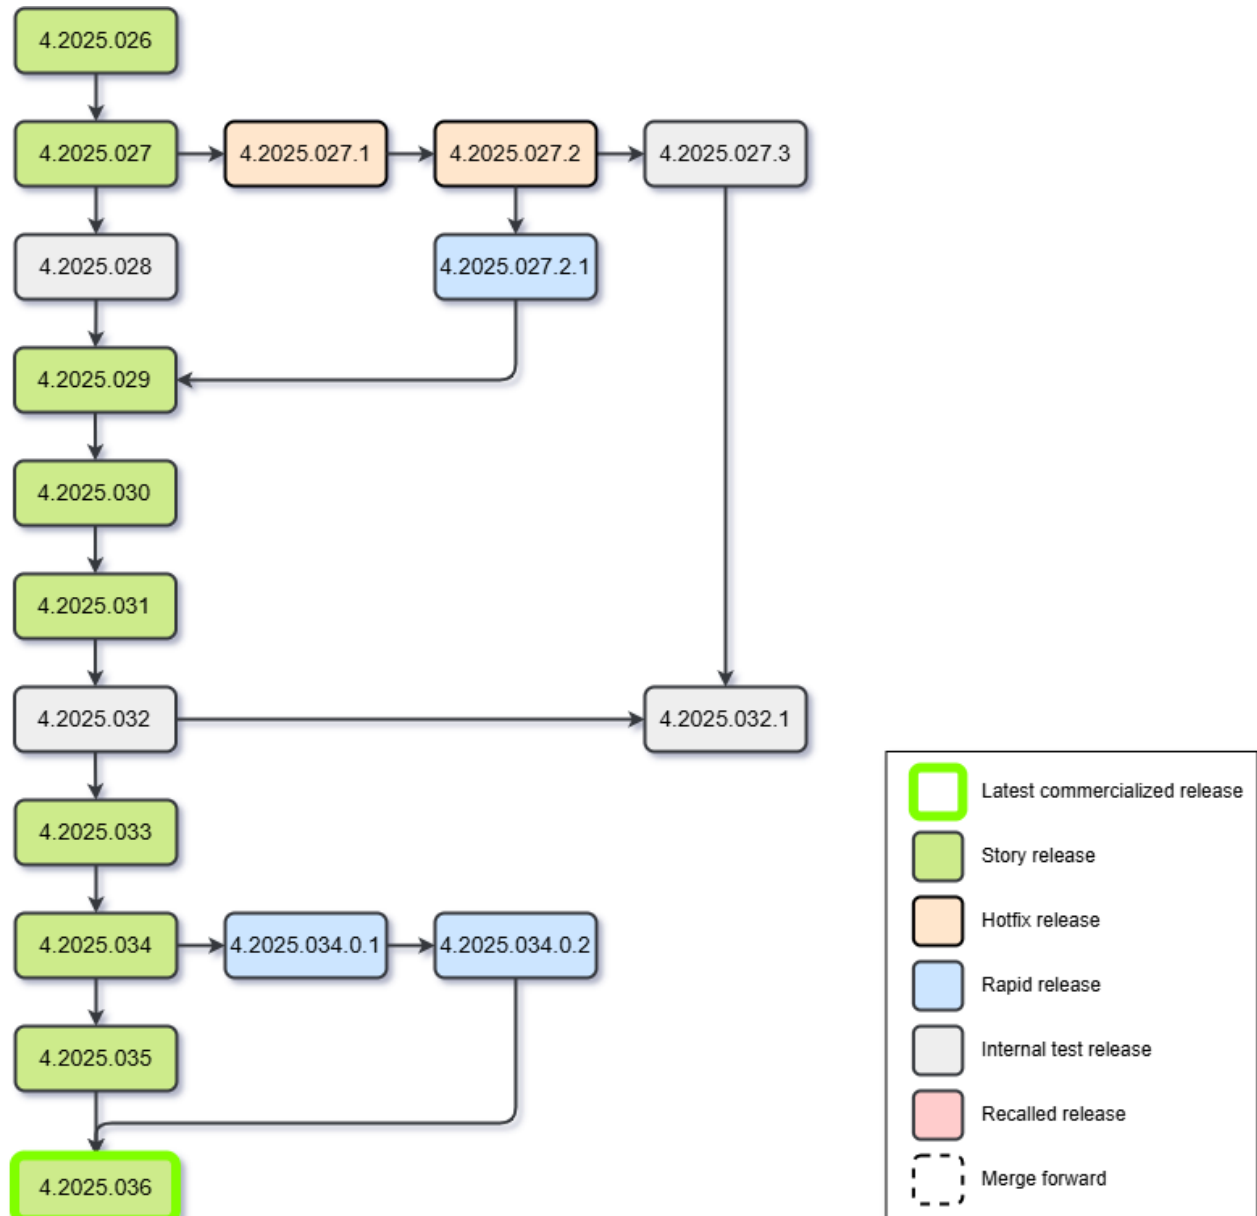 4.2025.026
4.2025.027
4.2025.027.1
4.2025.027.2
4.2025.027.3
4.2025.028
4.2025.027.2.1
4.2025.029
4.2025.030
4.2025.031
4.2025.032
4.2025.032.1
4.2025.033
4.2025.034
4.2025.034.0.1
4.2025.034.0.2
4.2025.035
4.2025.036
Latest commercialized release
Story release
Hotfix release
Rapid release
Internal test release
Recalled release
Merge forward